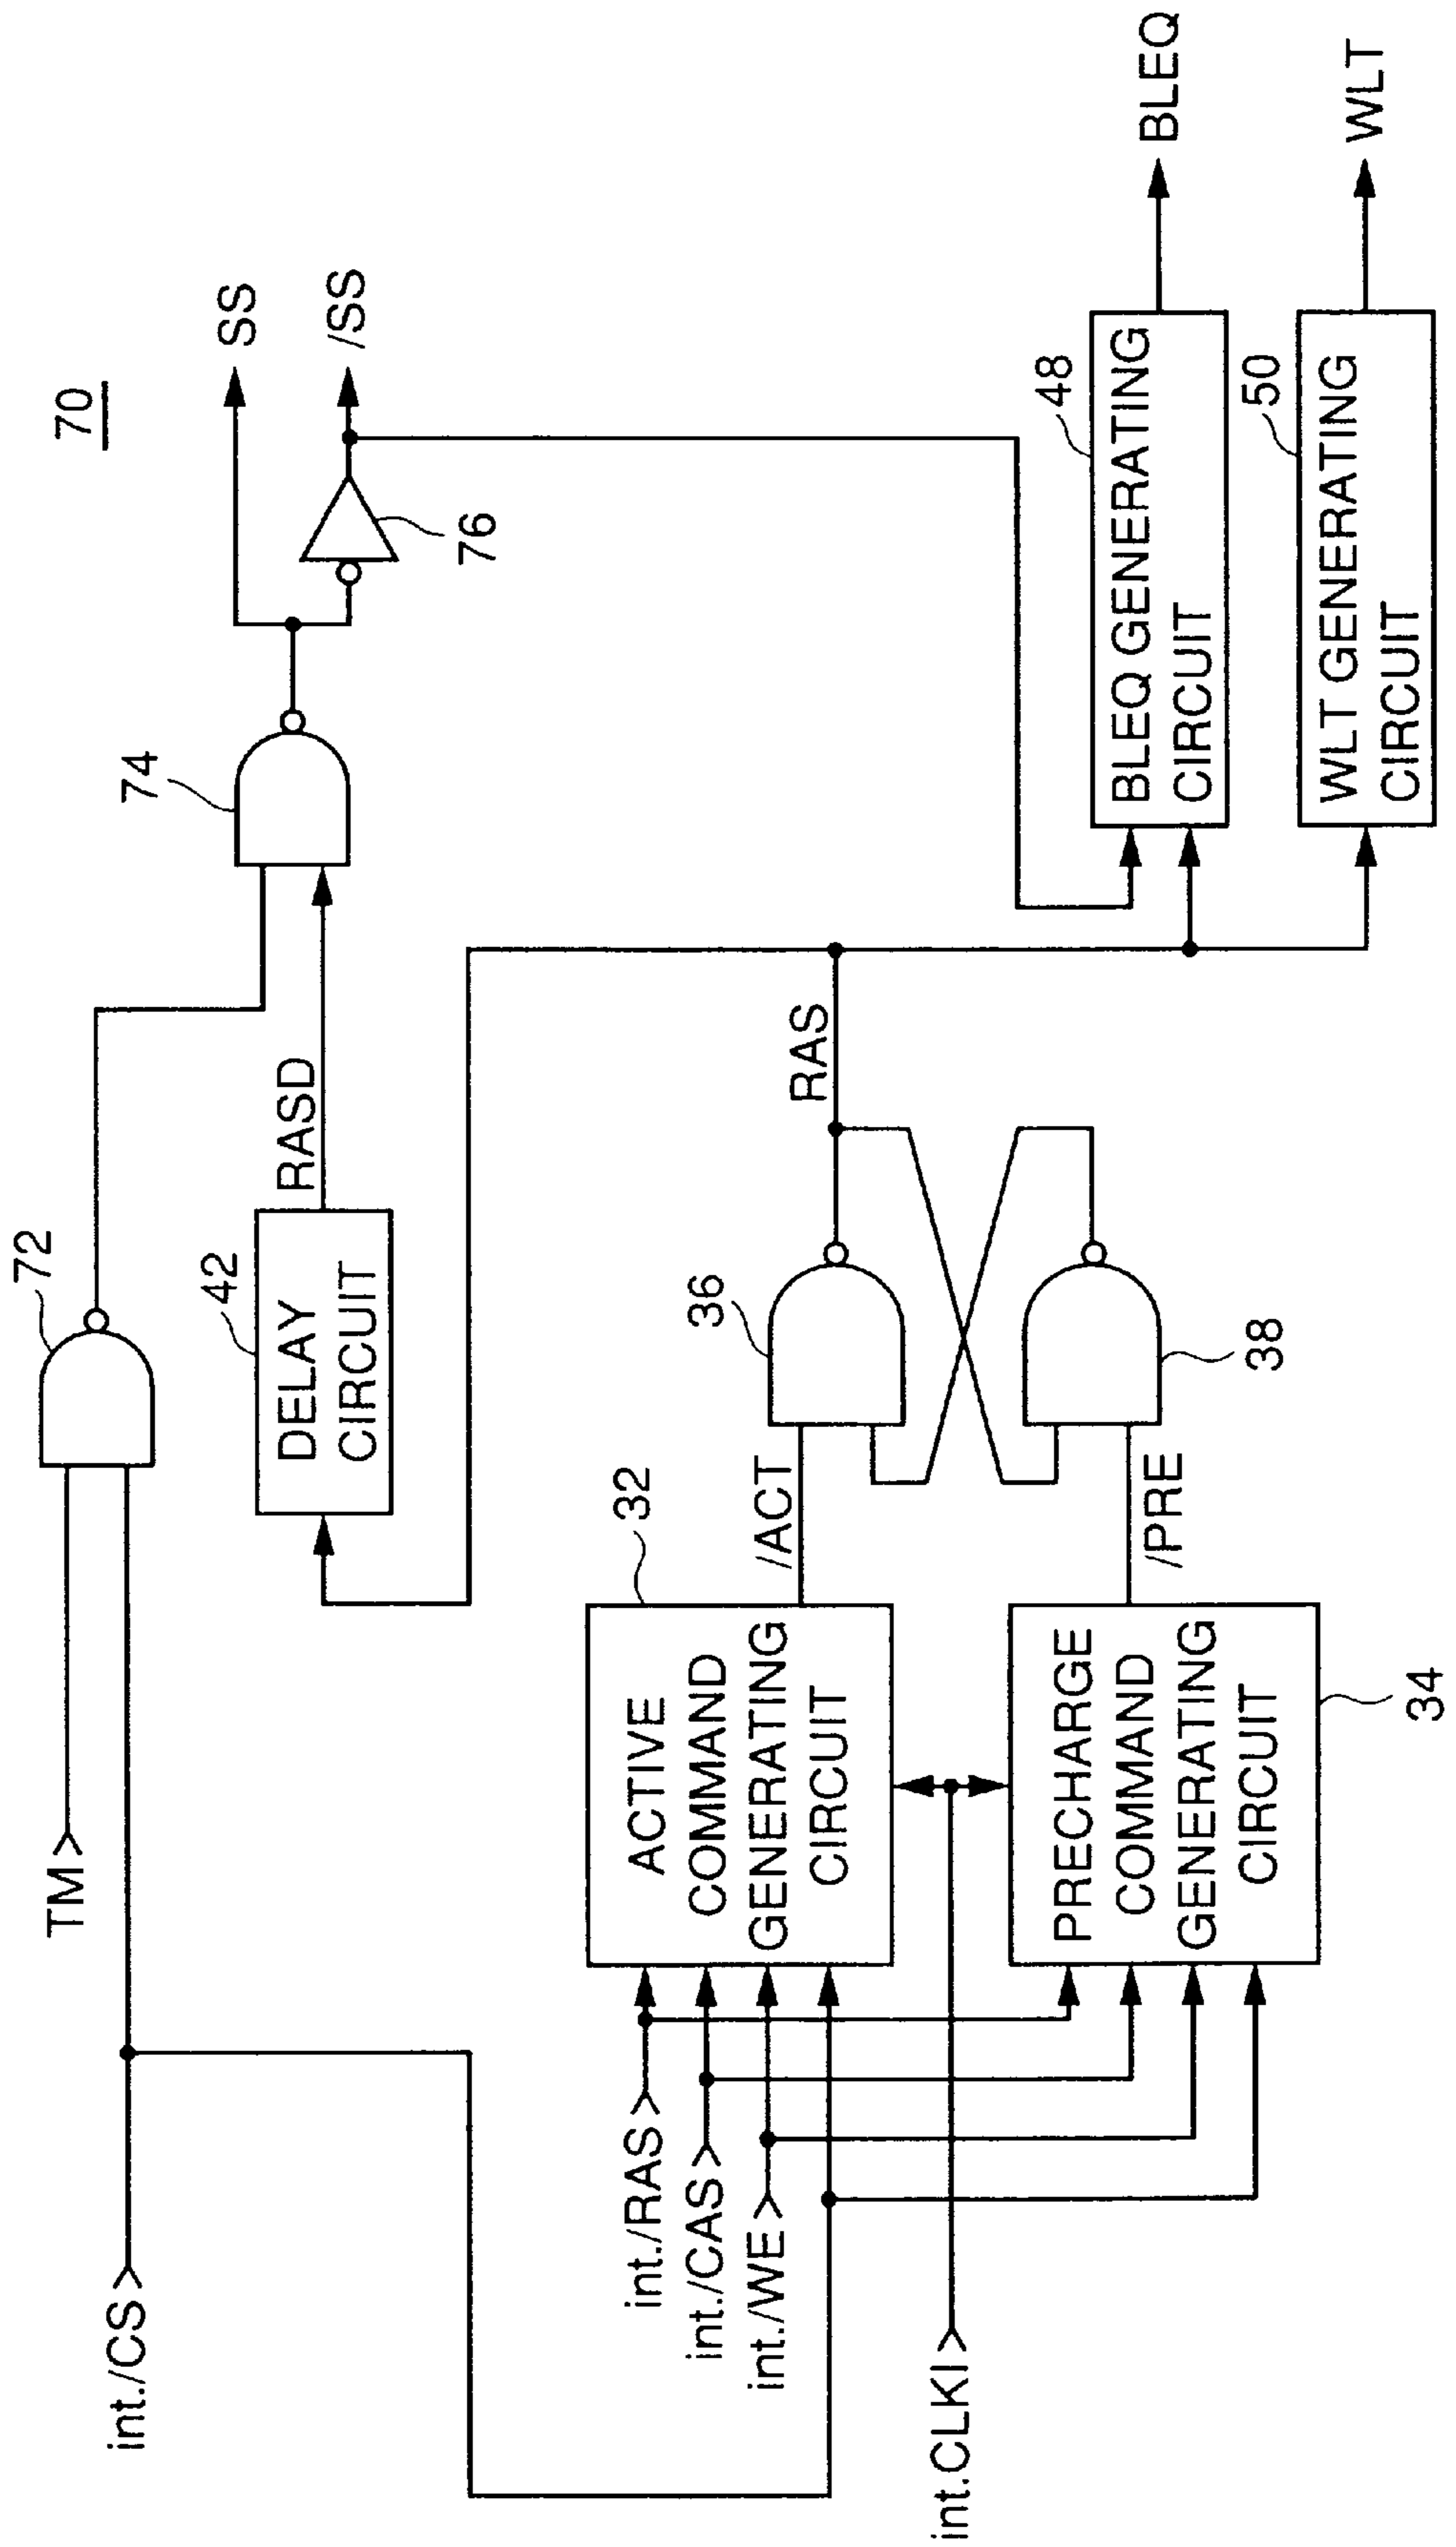 70
int./CS
TM
72
74
SS
/SS
76
42
DELAY
CIRCUIT
RASD
int./RAS
int./CAS
int./WE
int.CLKI
32
ACTIVE
COMMAND
GENERATING
CIRCUIT
/ACT
36
RAS
PRECHARGE
COMMAND
GENERATING
CIRCUIT
34
/PRE
38
48
BLEQ GENERATING
CIRCUIT
BLEQ
50
WLT GENERATING
CIRCUIT
WLT